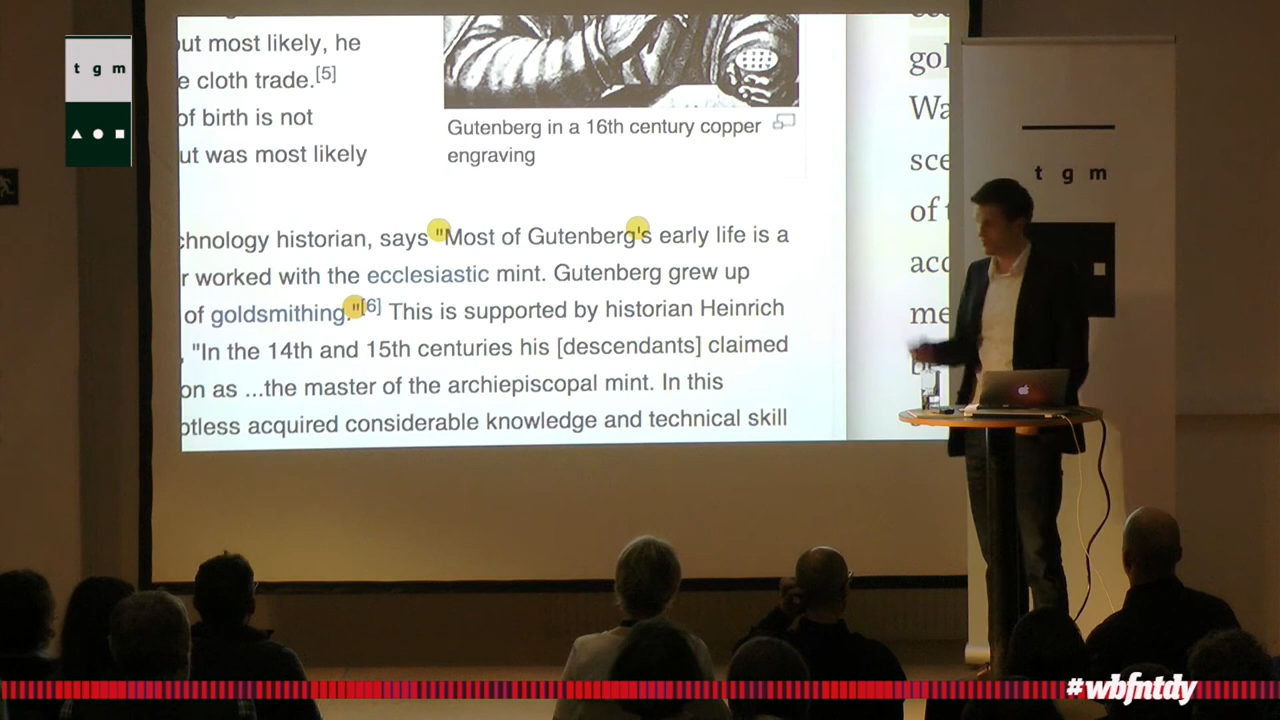 tgm
out most likely, he
e cloth trade.[5]
of birth is not
ut was most likely
Gutenberg in a 16th century copper
engraving
chnology historian, says "Most of Gutenberg's early life is a
r worked with the ecclesiastic mint. Gutenberg grew up
of goldsmithing."[6] This is supported by historian Heinrich
, "In the 14th and 15th centuries his [descendants] claimed
on as ...the master of the archiepiscopal mint. In this
otless acquired considerable knowledge and technical skill
gol
Wa
sce
of
acc
me
tgm
#wbfntdy